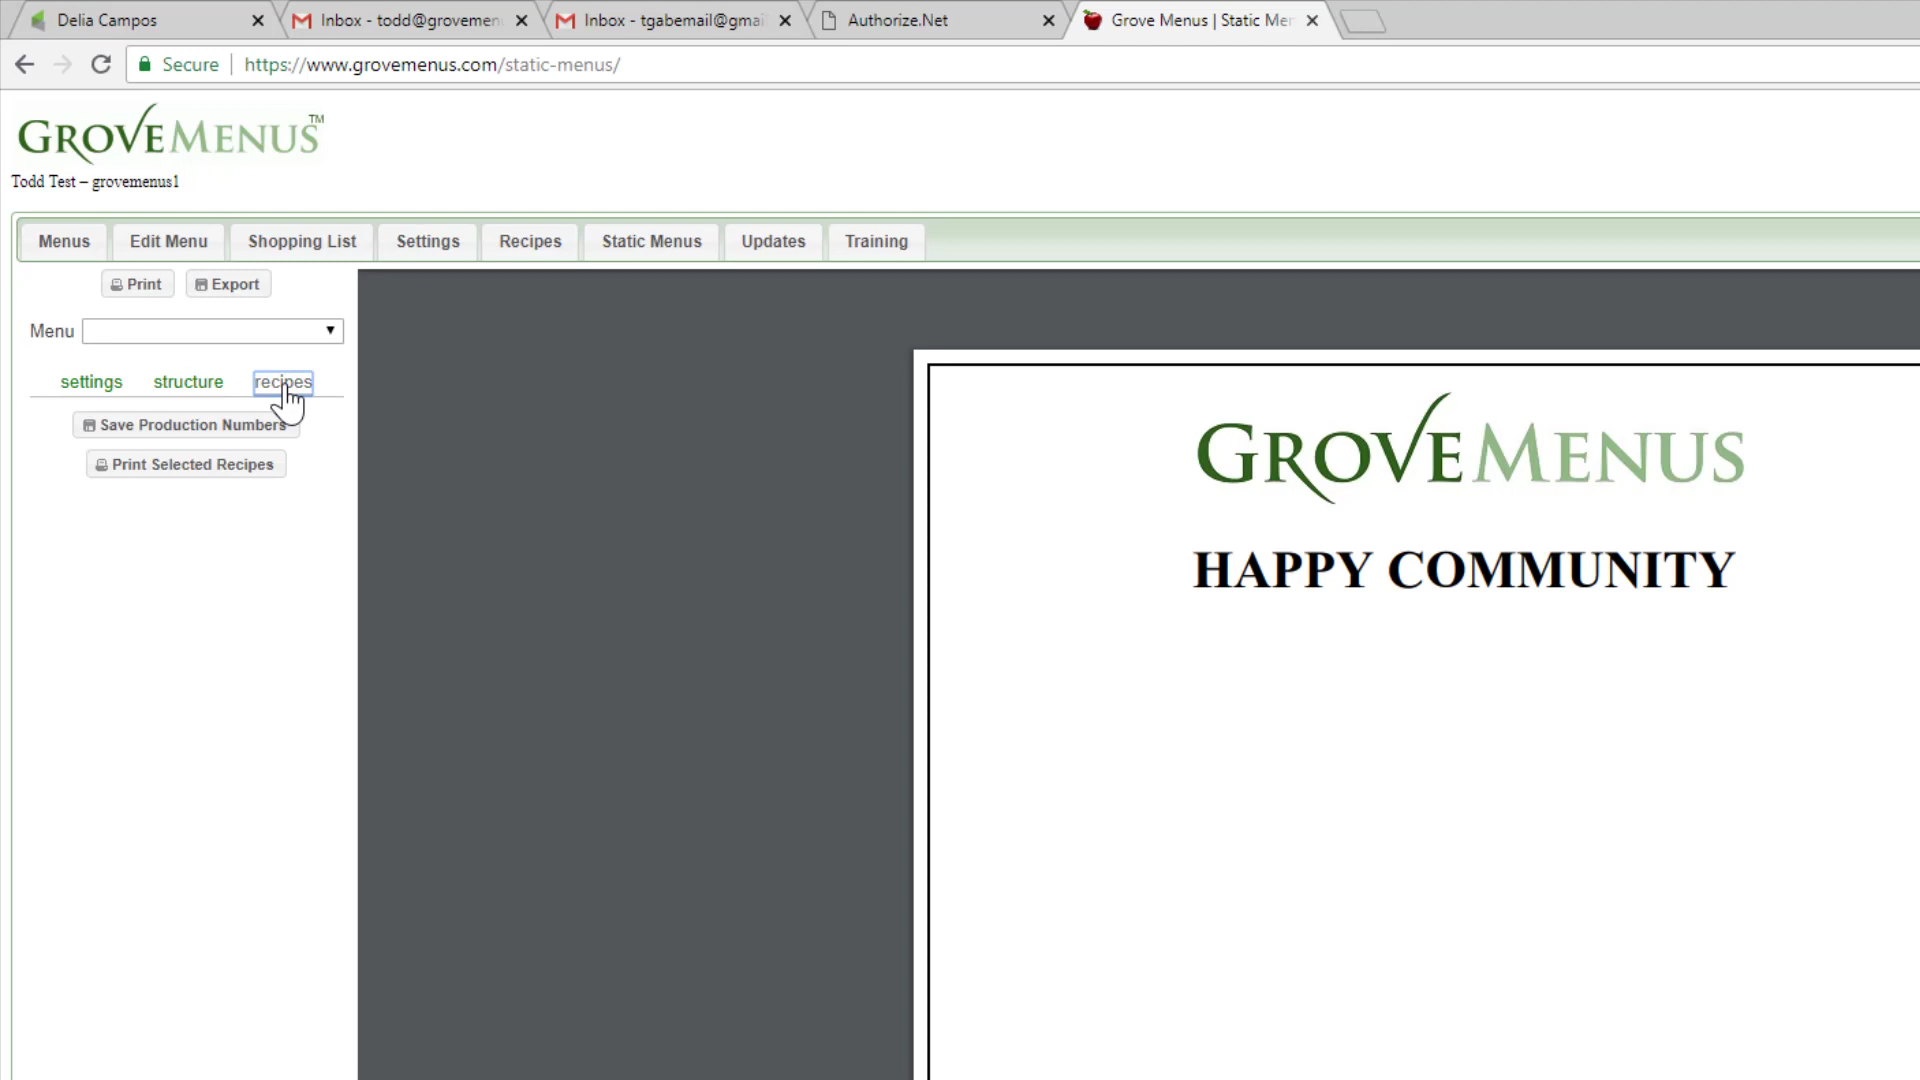 Delia Campos
Inbox - todd@grovemen
Inbox - tgabemail@gmai
Authorize.Net
Grove Menus | Static Mer
Secure
https://www.grovemenus.com/static-menus/
GROVEMENUS™
Todd Test – grovemenus1
Menus
Edit Menu
Shopping List
Settings
Recipes
Static Menus
Updates
Training
Print
Export
Menu
settings
structure
recipes
Save Production Numbers
Print Selected Recipes
GROVEMENUS
HAPPY COMMUNITY